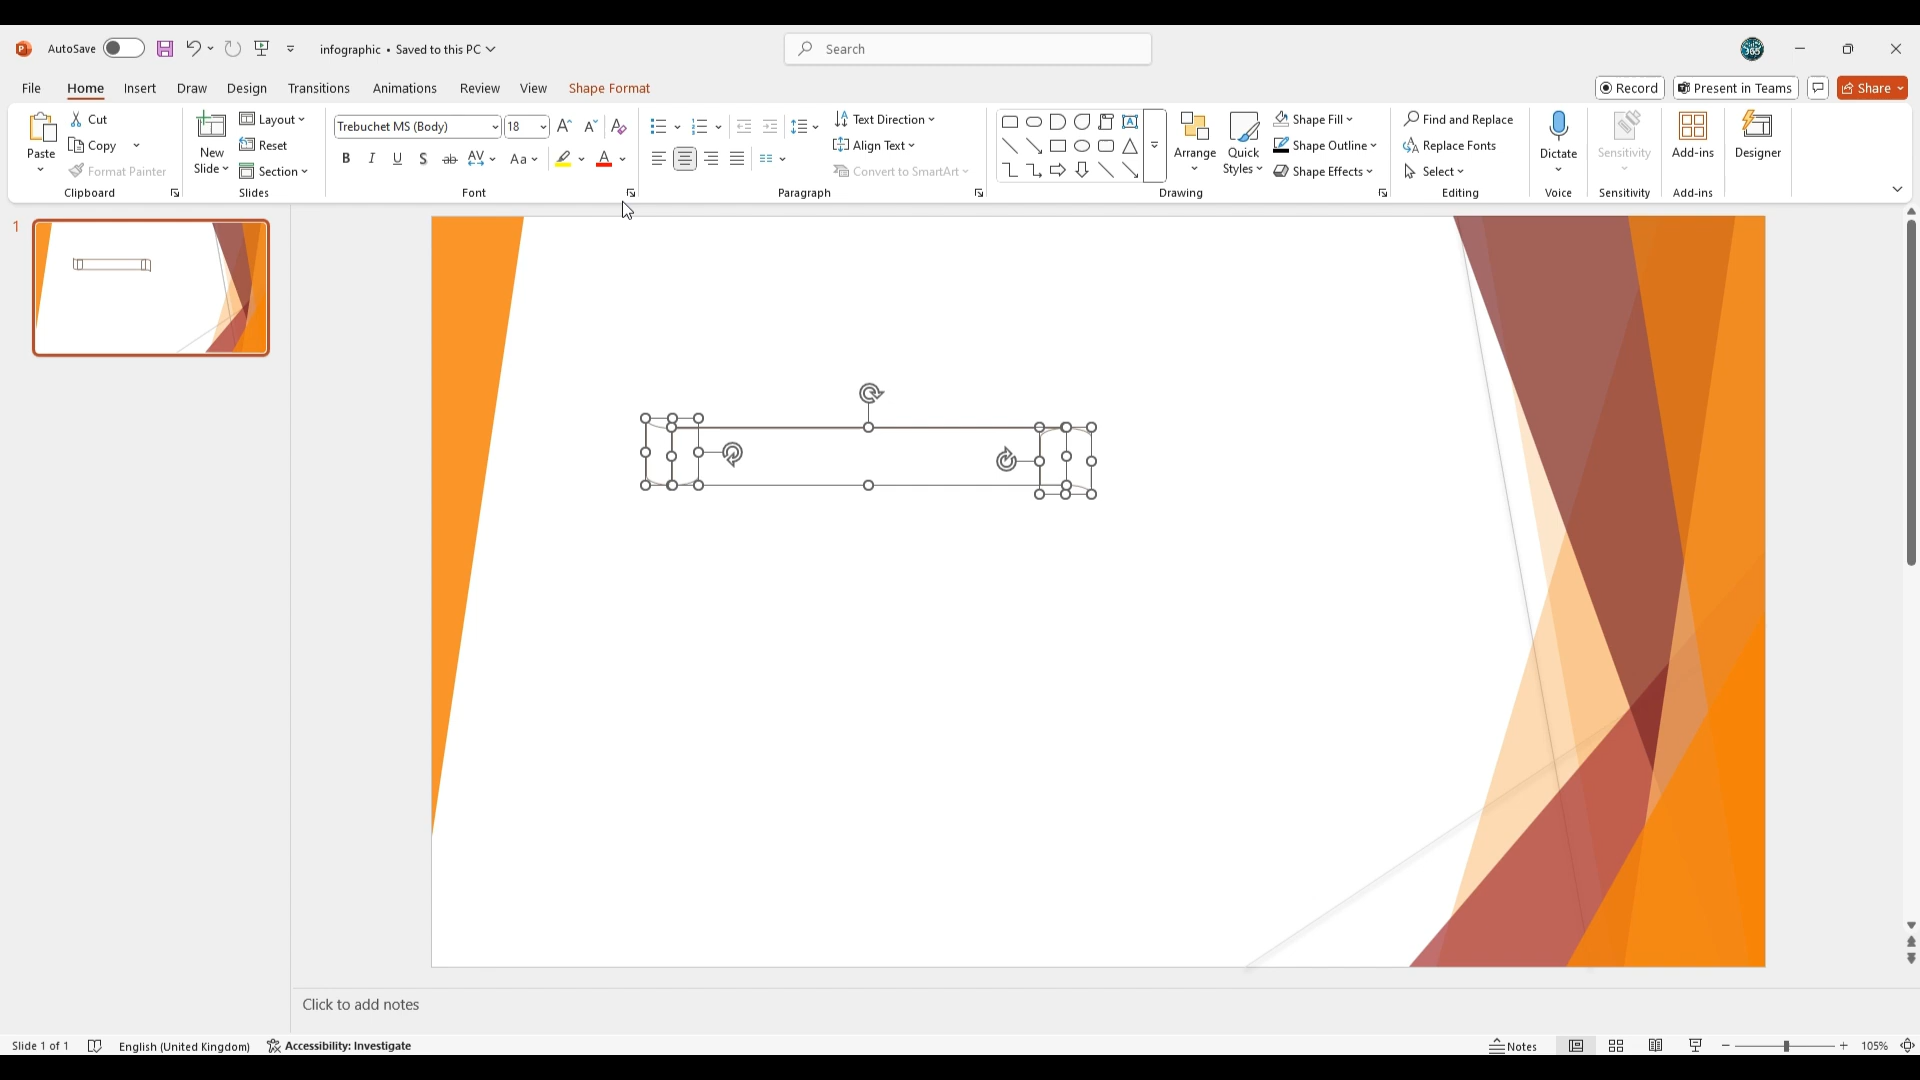 AutoSave
infographic • Saved to this PC
Search
File Home Insert Draw Design Transitions Animations Review View Shape Format
Record Present in Teams Share
Paste
Cut
Copy
Format Painter
Clipboard
New
Slide
Layout
Reset
Section
Slides
Trebuchet MS (Body) 18
B I U S ab AV Aa A
Font
Text Direction
Align Text
Convert to SmartArt
Paragraph
Arrange
Quick
Styles
Shape Fill
Shape Outline
Shape Effects
Drawing
Find and Replace
Replace Fonts
Select
Editing
Dictate
Voice
Sensitivity
Sensitivity
Add-ins
Add-ins
Designer
1
Click to add notes
Slide 1 of 1 English (United Kingdom) Accessibility: Investigate Notes 105%